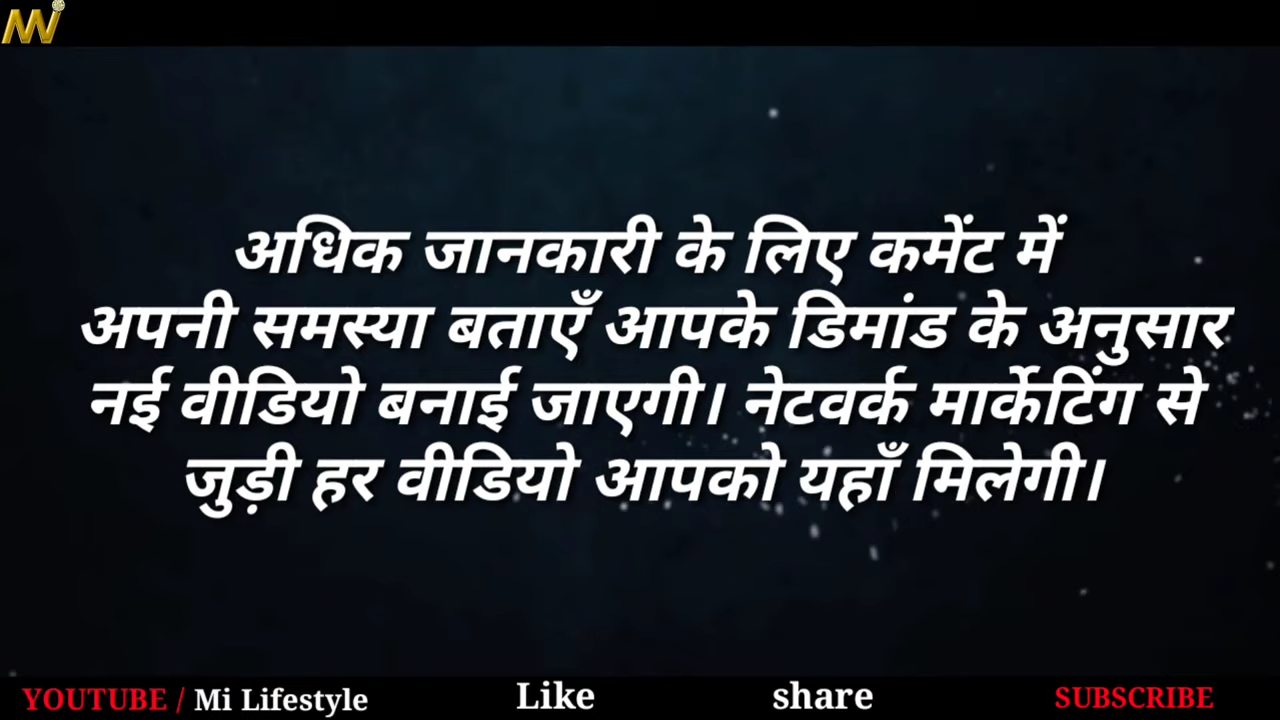 अधिक जानकारी के लिए कमेंट में
अपनी समस्या बताएँ आपके डिमांड के अनुसार
नई वीडियो बनाई जाएगी। नेटवर्क मार्केटिंग से
जुड़ी हर वीडियो आपको यहाँ मिलेगी।
YOUTUBE / Mi Lifestyle Like share SUBSCRIBE